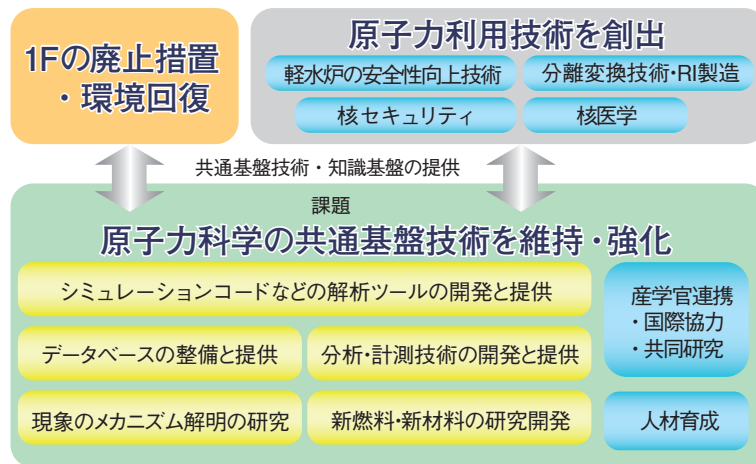 1Fの廃止措置
・環境回復
原子力利用技術を創出
軽水炉の安全性向上技術
分離変換技術・RI製造
核セキュリティ
核医学
共通基盤技術・知識基盤の提供
課題
原子力科学の共通基盤技術を維持・強化
シミュレーションコードなどの解析ツールの開発と提供
データベースの整備と提供
分析・計測技術の開発と提供
現象のメカニズム解明の研究
新燃料・新材料の研究開発
産学官連携
・国際協力
・共同研究
人材育成